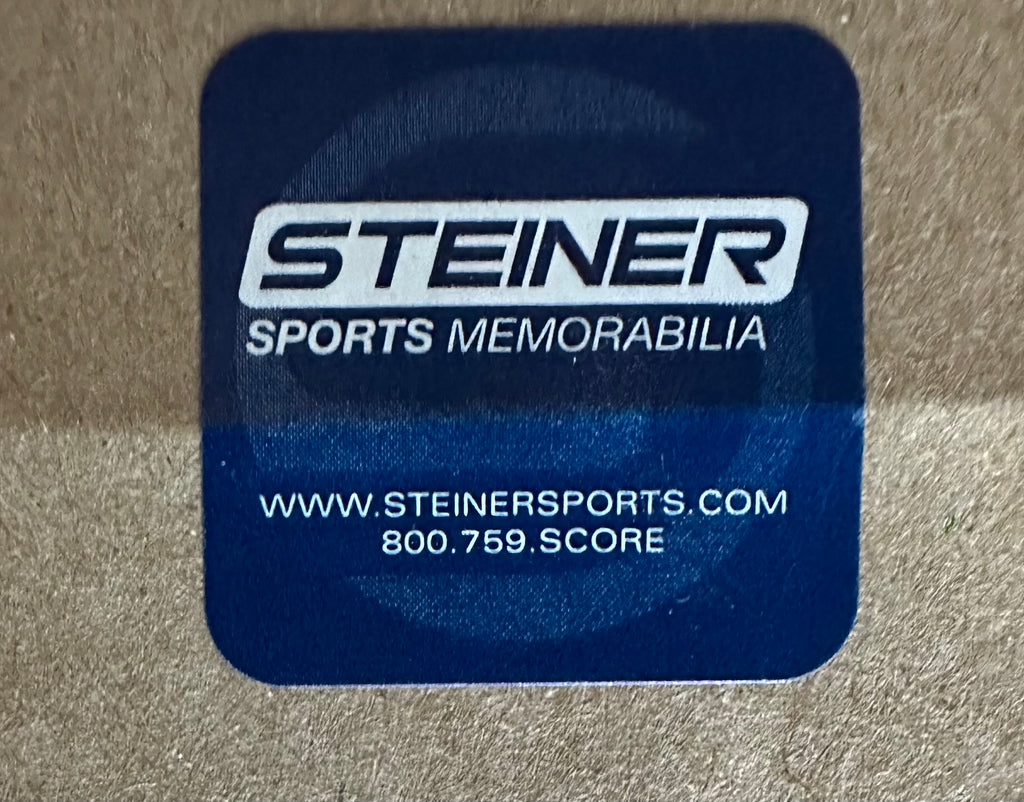 STEINER
SPORTS MEMORABILIA
WWW.STEINERSPORTS.COM
800.759.SCORE